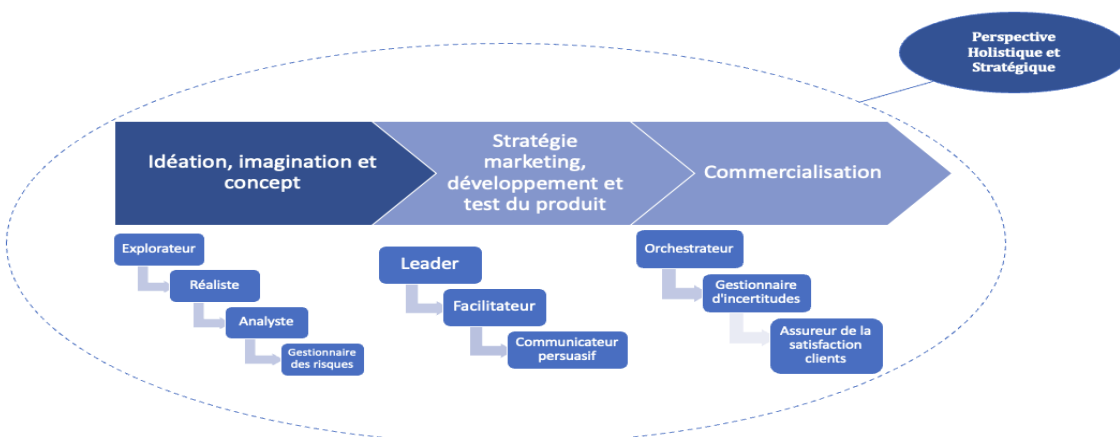 Perspective
Holistique et
Stratégique
Idéation, imagination et
concept
Stratégie
marketing,
développement et
test du produit
Commercialisation
Explorateur
Réaliste
Analyste
Gestionnaire
des risques
Leader
Facilitateur
Communicateur
persuasif
Orchestrateur
Gestionnaire
d'incertitudes
Assureur de la
satisfaction
clients